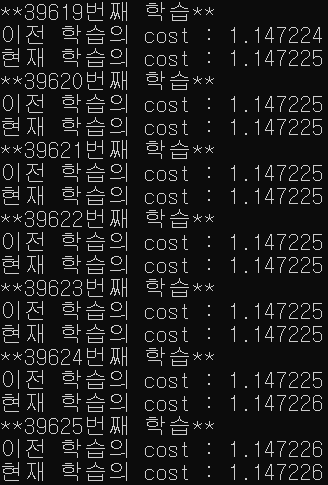 **39619번째 학습**
이전 학습의 cost : 1.147224
현재 학습의 cost : 1.147225
**39620번째 학습**
이전 학습의 cost : 1.147225
현재 학습의 cost : 1.147225
**39621번째 학습**
이전 학습의 cost : 1.147225
현재 학습의 cost : 1.147225
**39622번째 학습**
이전 학습의 cost : 1.147225
현재 학습의 cost : 1.147225
**39623번째 학습**
이전 학습의 cost : 1.147225
현재 학습의 cost : 1.147225
**39624번째 학습**
이전 학습의 cost : 1.147225
현재 학습의 cost : 1.147226
**39625번째 학습**
이전 학습의 cost : 1.147226
현재 학습의 cost : 1.147226